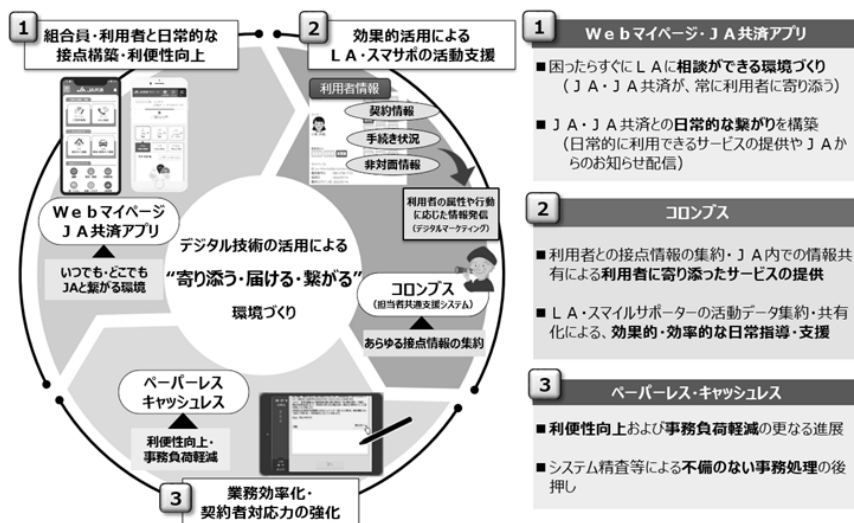 1
組合員・利用者と日常的な
接点構築・利便性向上
2
効果的活用による
LA・スマサポの活動支援
利用者情報
契約情報
手続き状況
非対面情報
利用者の属性や行動
に応じた情報発信
（デジタルマーケティング）
Webマイページ
JA共済アプリ
いつでも・どこでも
JAと繋がる環境
デジタル技術の活用による
“寄り添う・届ける・繋がる”
環境づくり
コロンブス
（担当者共通支援システム）
あらゆる接点情報の集約
ペーパーレス
キャッシュレス
利便性向上・
事務負荷軽減
3
業務効率化・
契約者対応力の強化
1
Webマイページ・JA共済アプリ
■困ったらすぐにLAに相談ができる環境づくり
（JA・JA共済が、常に利用者に寄り添う）
■JA・JA共済との日常的な繋がりを構築
（日常的に利用できるサービスの提供やJAか
らのお知らせ配信）
2
コロンブス
■利用者との接点情報の集約・JA内での情報共
有による利用者に寄り添ったサービスの提供
■LA・スマイルサポーターの活動データ集約・共有
化による、効果的・効率的な日常指導・支援
3
ペーパーレス・キャッシュレス
■利便性向上および事務負荷軽減の更なる進展
■システム精査等による不備のない事務処理の後
押し